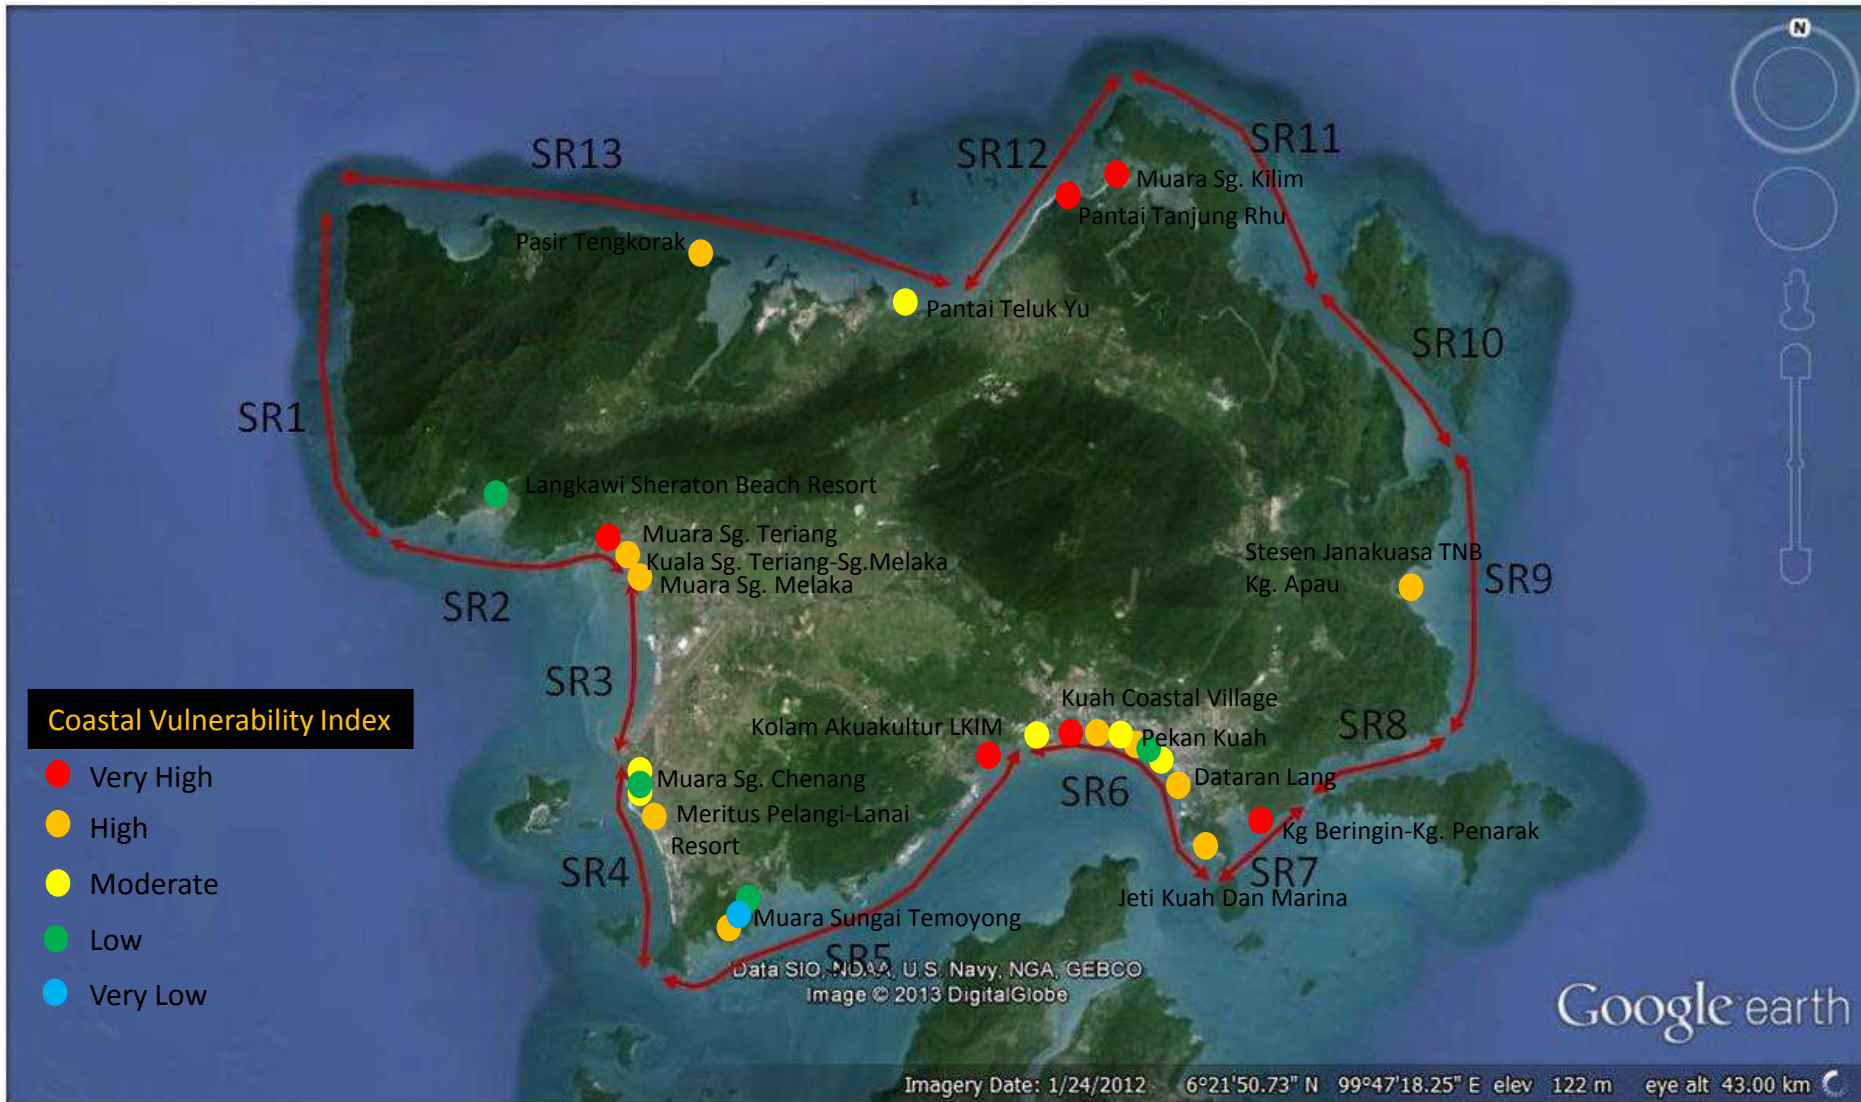 N
SR13
SR12
SR11
Muara Sg. Kilim
Pantai Tanjung Rhu
Pasir Tengkorak
Pantai Teluk Yu
SR10
SR1
Langkawi Sheraton Beach Resort
Muara Sg. Teriang
Kuala Sg. Teriang-Sg.Melaka
Muara Sg. Melaka
Stesen Janakuasa TNB
Kg. Apau
SR9
SR2
SR3
Kuah Coastal Village
Kolam Akuakultur LKIM
Pekan Kuah
SR8
Dataran Lang
SR6
Muara Sg. Chenang
Meritus Pelangi-Lanai
Resort
Kg Beringin-Kg. Penarak
SR4
SR7
Jeti Kuah Dan Marina
Muara Sungai Temoyong
SR5
Coastal Vulnerability Index
Very High
High
Moderate
Low
Very Low
Data SIO, NOAA, U.S. Navy, NGA, GEBCO
Image © 2013 DigitalGlobe
Google earth
Imagery Date: 1/24/2012 6°21'50.73" N 99°47'18.25" E elev 122 m eye alt 43.00 km